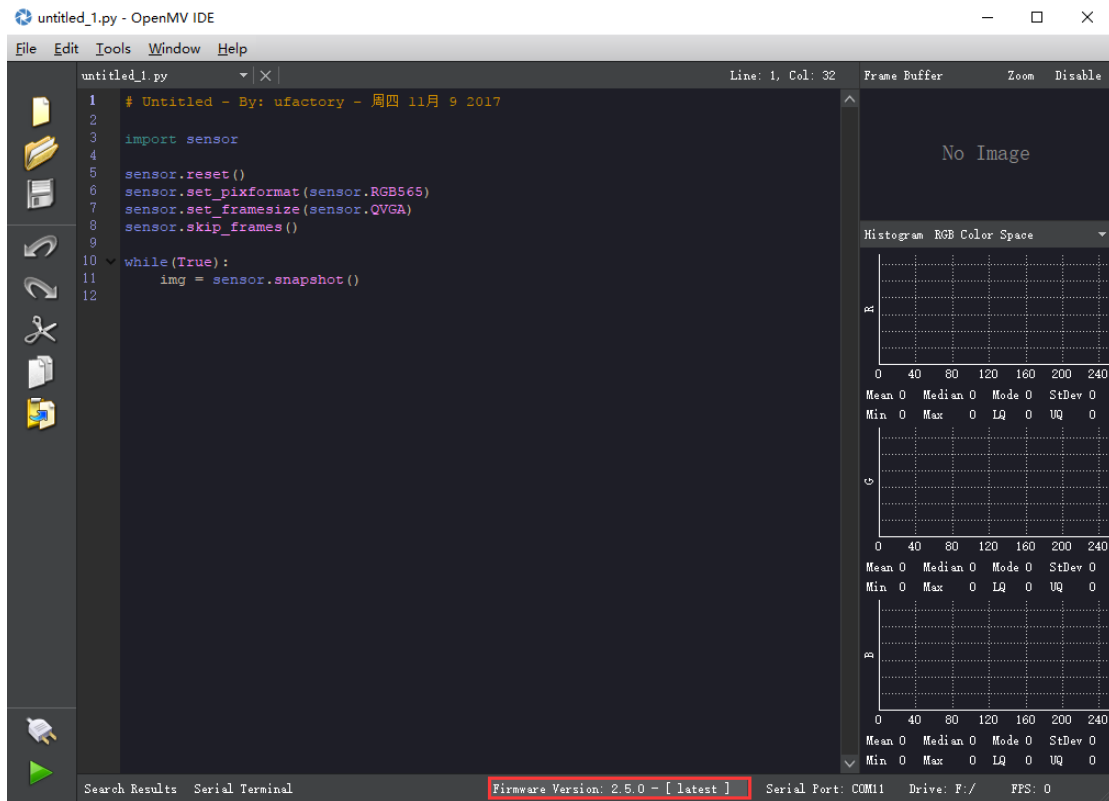 untitled_1.py - OpenMV IDE
File Edit Tools Window Help
untitled_1.py Line: 1, Col: 32 Frame Buffer Zoom Disable
1 # Untitled - By: ufactory - 周四 11月 9 2017
2
3 import sensor
4
5 sensor.reset()
6 sensor.set_pixformat(sensor.RGB565)
7 sensor.set_framesize(sensor.QVGA)
8 sensor.skip_frames()
9
10 while(True):
11 img = sensor.snapshot()
12
No Image
Histogram RGB Color Space
R
0 40 80 120 160 200 240
Mean 0 Median 0 Mode 0 StDev 0
Min 0 Max 0 LQ 0 UQ 0
G
0 40 80 120 160 200 240
Mean 0 Median 0 Mode 0 StDev 0
Min 0 Max 0 LQ 0 UQ 0
B
0 40 80 120 160 200 240
Mean 0 Median 0 Mode 0 StDev 0
Min 0 Max 0 LQ 0 UQ 0
Search Results Serial Terminal Firmware Version: 2.5.0 - [ latest ] Serial Port: COM11 Drive: F:/ FPS: 0